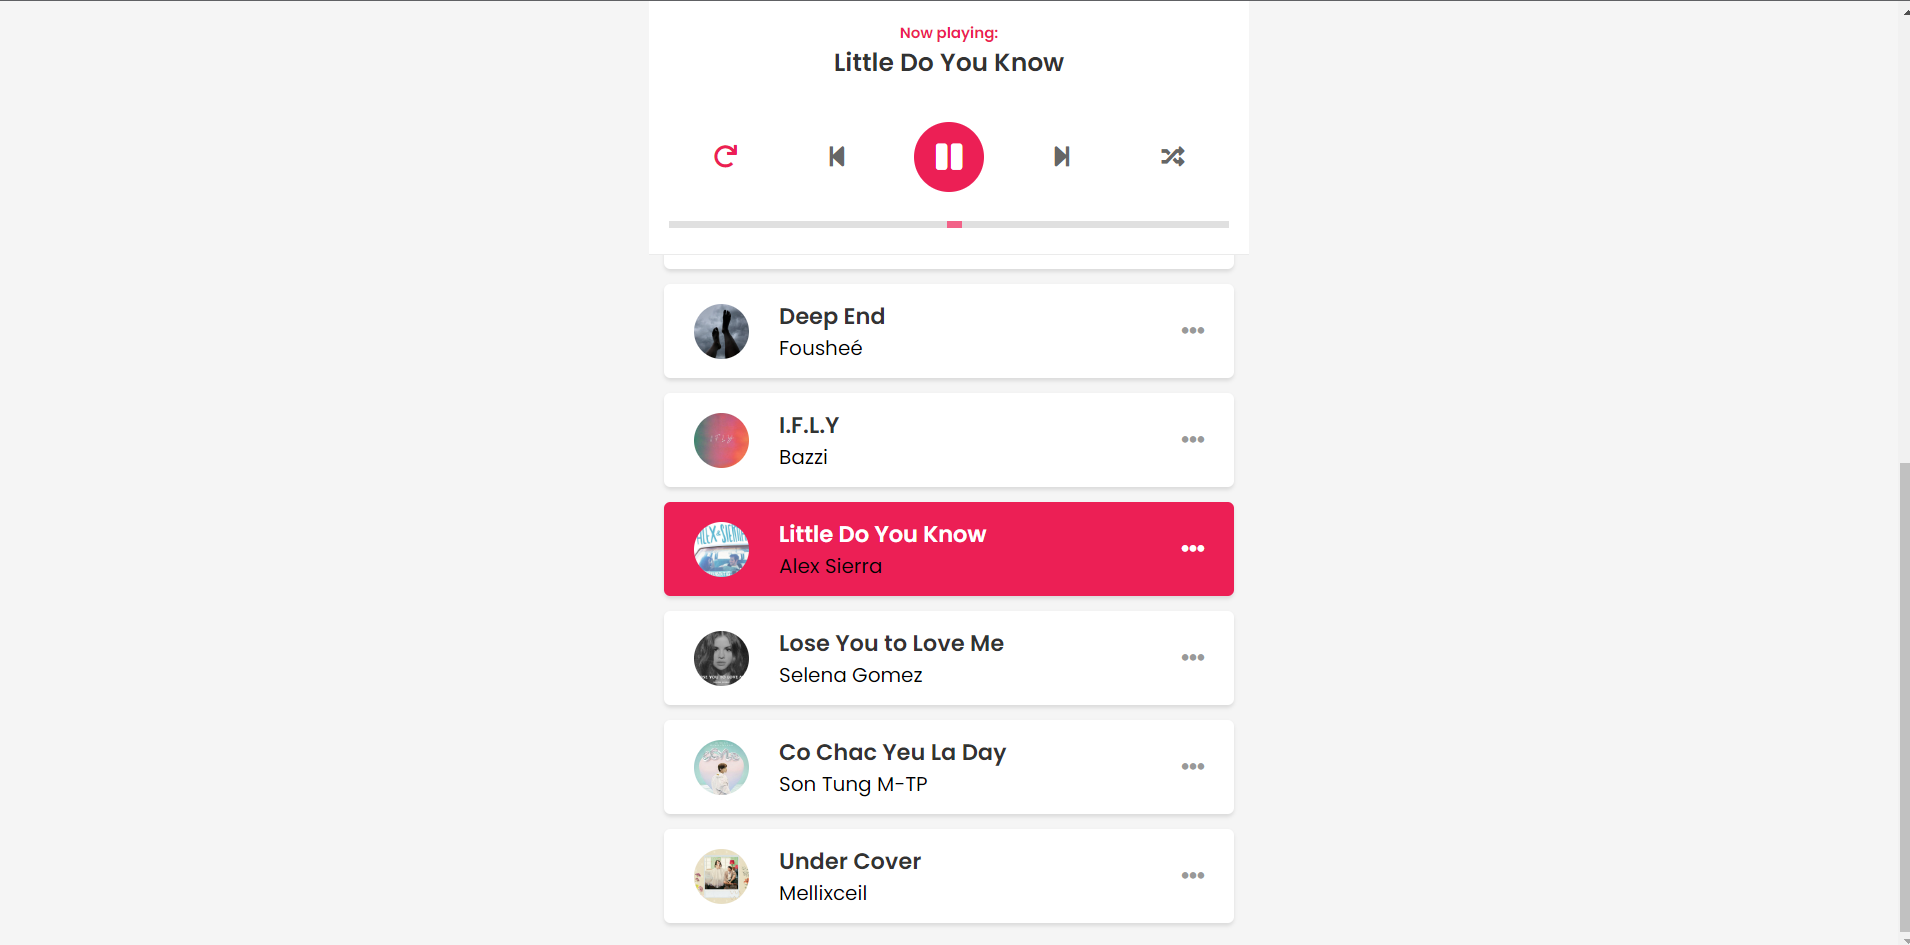 Now playing:
Little Do You Know
Deep End
Fousheé
I.F.L.Y
Bazzi
Little Do You Know
Alex Sierra
Lose You to Love Me
Selena Gomez
Co Chac Yeu La Day
Son Tung M-TP
Under Cover
Mellixceil